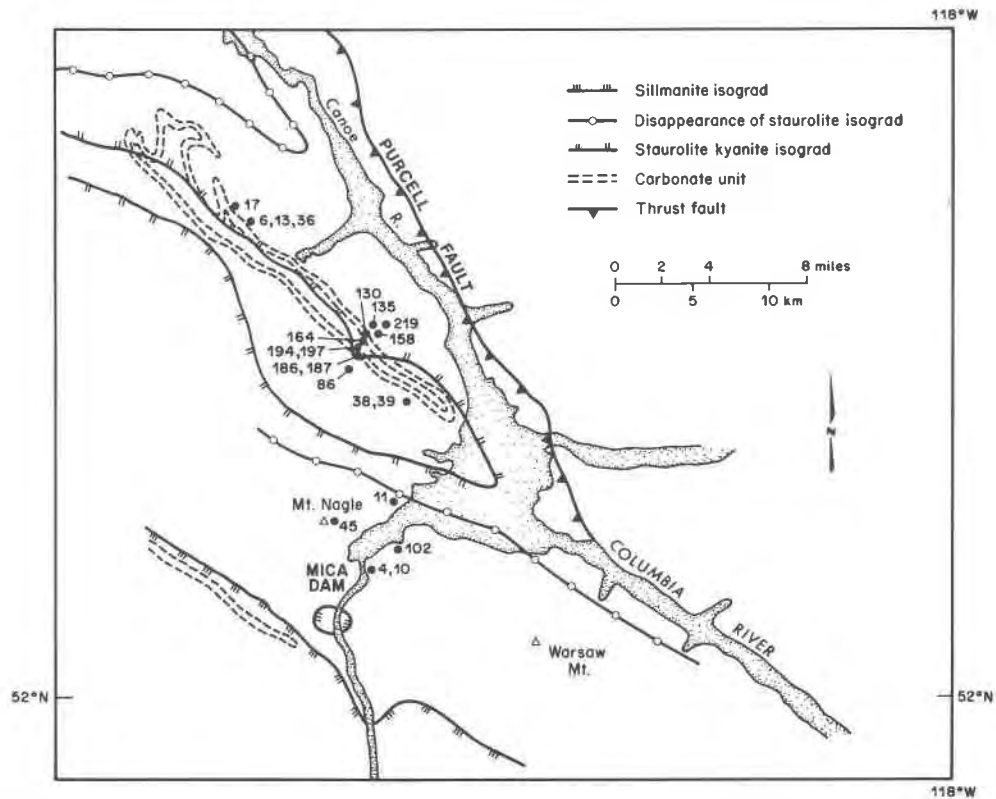 118°W
Sillmanite isograd
Disappearance of staurolite isograd
Staurolite kyanite isograd
Carbonate unit
Thrust fault
0 2 4 8 miles
0 5 10 km
Canoe
R.
PURCELL
FAULT
17
6,13,36
130
135
219
164
158
194,197
186,187
86
38,39
N
11
Mt. Nagle
45
102
MICA
DAM
4,10
COLUMBIA
RIVER
Warsaw
Mt.
52°N
52°N
118°W